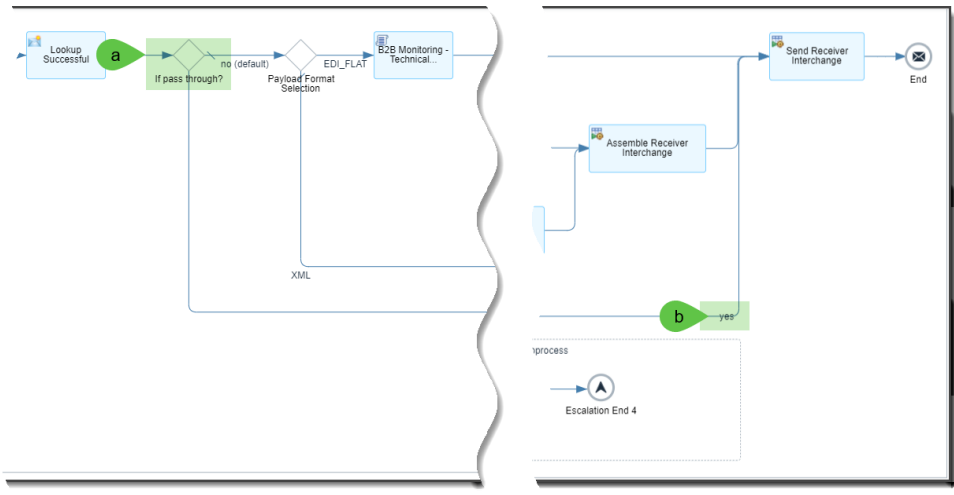 Lookup
Successful
a
If pass through?
no (default)
Payload Format
Selection
EDI_FLAT
B2B Monitoring -
Technical...
XML
Send Receiver
Interchange
End
Assemble Receiver
Interchange
b
yes
Escalation End 4